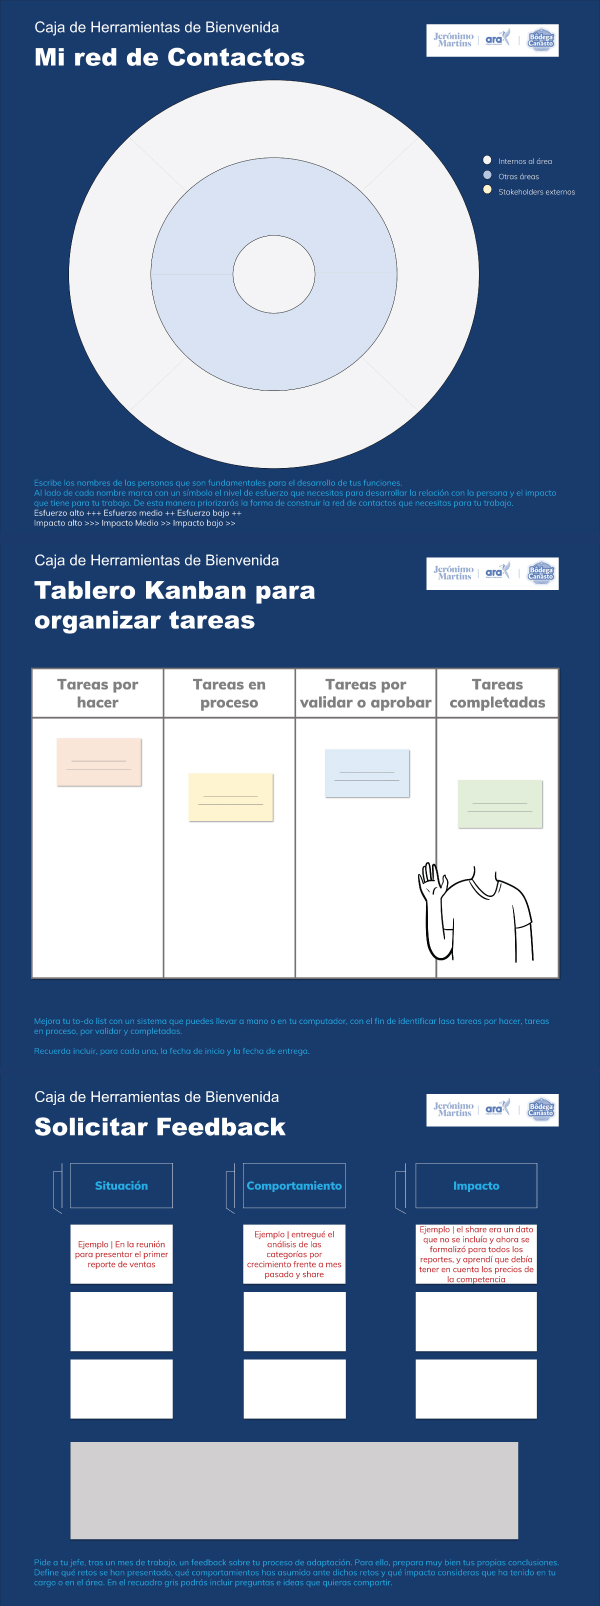 Caja de Herramientas de Bienvenida
Mi red de Contactos
Jerónimo
Martins
ara
Bodega
Canasto
Internos al área
Otras áreas
Stakeholders externos
Escribe los nombres de las personas que son fundamentales para el desarrollo de tus funciones.
Al lado de cada nombre marca con un símbolo el nivel de esfuerzo que necesitas para desarrollar la relación con la persona y el impacto
que tiene para tu trabajo. De esta manera priorizarás la forma de construir la red de contactos que necesitas para tu trabajo.
Esfuerzo alto +++ Esfuerzo medio ++ Esfuerzo bajo ++
Impacto alto >>> Impacto Medio >> Impacto bajo >>
Caja de Herramientas de Bienvenida
Tablero Kanban para
organizar tareas
Jerónimo
Martins
ara
Bodega
Canasto
Tareas por
hacer
Tareas en
proceso
Tareas por
validar o aprobar
Tareas
completadas
Mejora tu to-do list con un sistema que puedes llevar a mano o en tu computador, con el fin de identificar lasa tareas por hacer, tareas
en proceso, por validar y completadas.
Recuerda incluir, para cada una, la fecha de inicio y la fecha de entrega.
Caja de Herramientas de Bienvenida
Solicitar Feedback
Jerónimo
Martins
ara
Bodega
Canasto
Situación
Comportamiento
Impacto
Ejemplo | En la reunión
para presentar el primer
reporte de ventas
Ejemplo | entregué el
análisis de las
categorías por
crecimiento frente a mes
pasado y share
Ejemplo | el share era un dato
que no se incluía y ahora se
formalizó para todos los
reportes, y aprendí que debía
tener en cuenta los precios de
la competencia
Pide a tu jefe, tras un mes de trabajo, un feedback sobre tu proceso de adaptación. Para ello, prepara muy bien tus propias conclusiones.
Define qué retos se han presentado, qué comportamientos has asumido ante dichos retos y qué impacto consideras que ha tenido en tu
cargo o en el área. En el recuadro gris podrás incluir preguntas e ideas que quieras compartir.